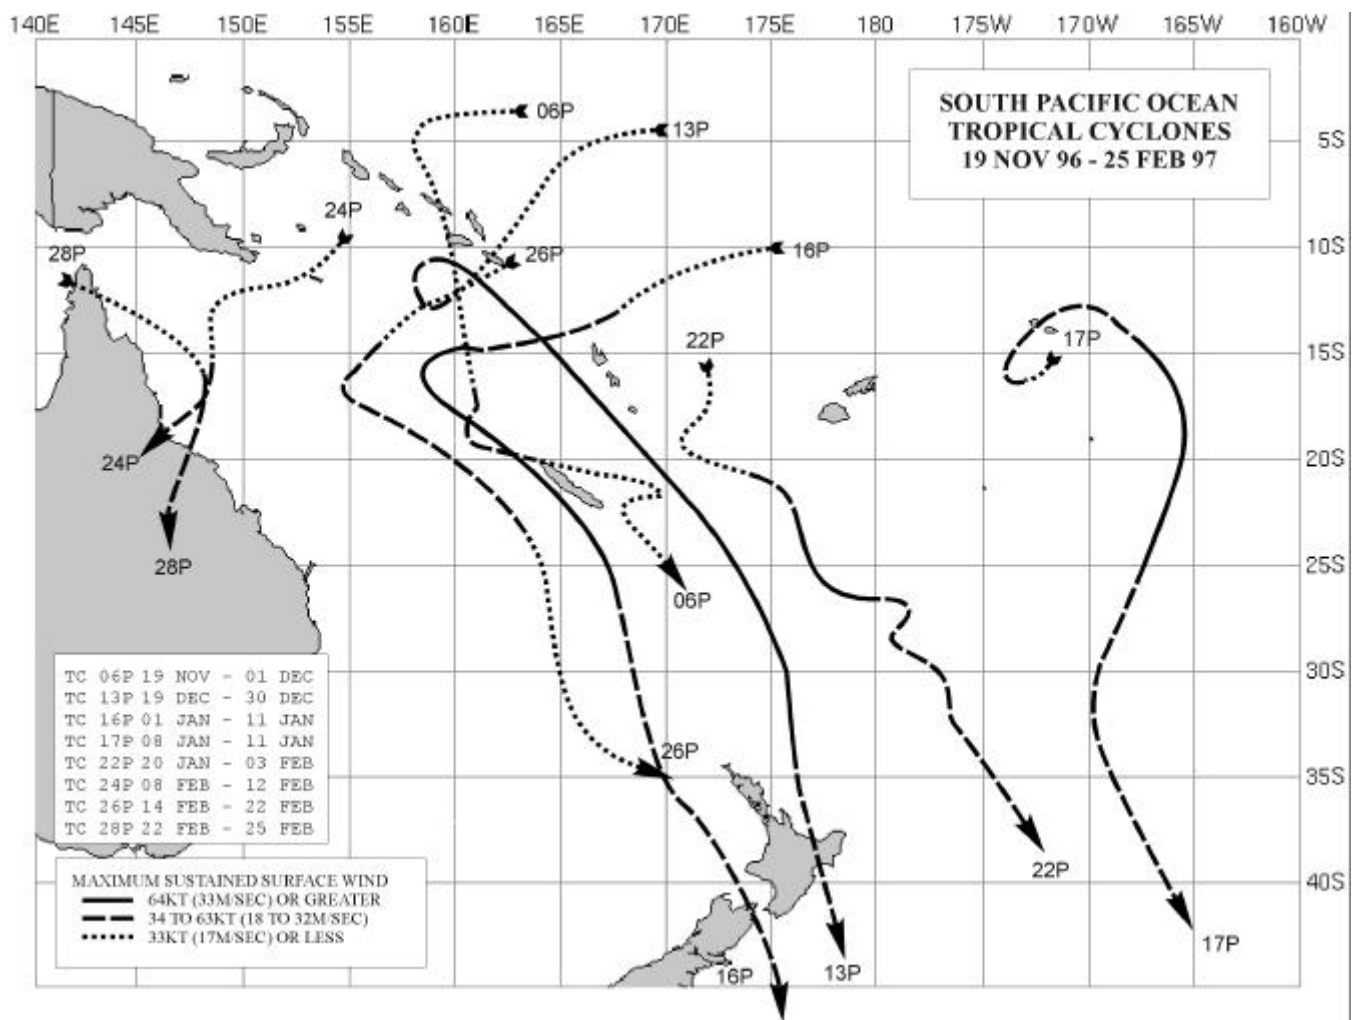 140E 145E 150E 155E 160E 165E 170E 175E 180 175W 170W 165W 160W
SOUTH PACIFIC OCEAN
TROPICAL CYCLONES
19 NOV 96 - 25 FEB 97
06P
13P
5S
24P
28P
26P
16P
10S
22P
17P
15S
24P
20S
28P
06P
25S
30S
TC 06P 19 NOV - 01 DEC
TC 13P 19 DEC - 30 DEC
TC 16P 01 JAN - 11 JAN
TC 17P 08 JAN - 11 JAN
TC 22P 20 JAN - 03 FEB
TC 24P 08 FEB - 12 FEB
TC 26P 14 FEB - 22 FEB
TC 28P 22 FEB - 25 FEB
26P
35S
22P
40S
MAXIMUM SUSTAINED SURFACE WIND
64KT (33M/SEC) OR GREATER
34 TO 63KT (18 TO 32M/SEC)
33KT (17M/SEC) OR LESS
17P
16P
13P